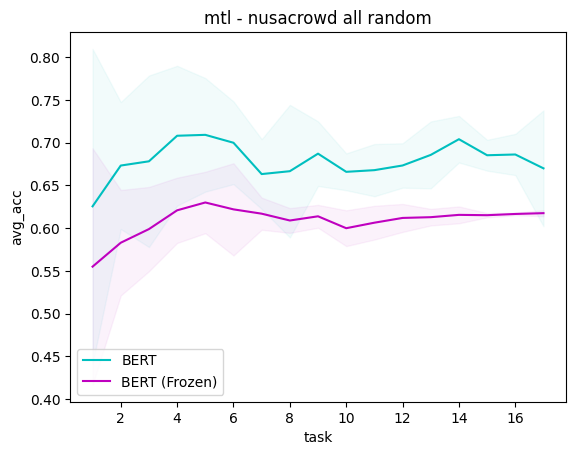 mtl - nusacrowd all random
avg_acc
0.80
0.75
0.70
0.65
0.60
0.55
0.50
0.45
0.40
BERT
BERT (Frozen)
2 4 6 8 10 12 14 16
task